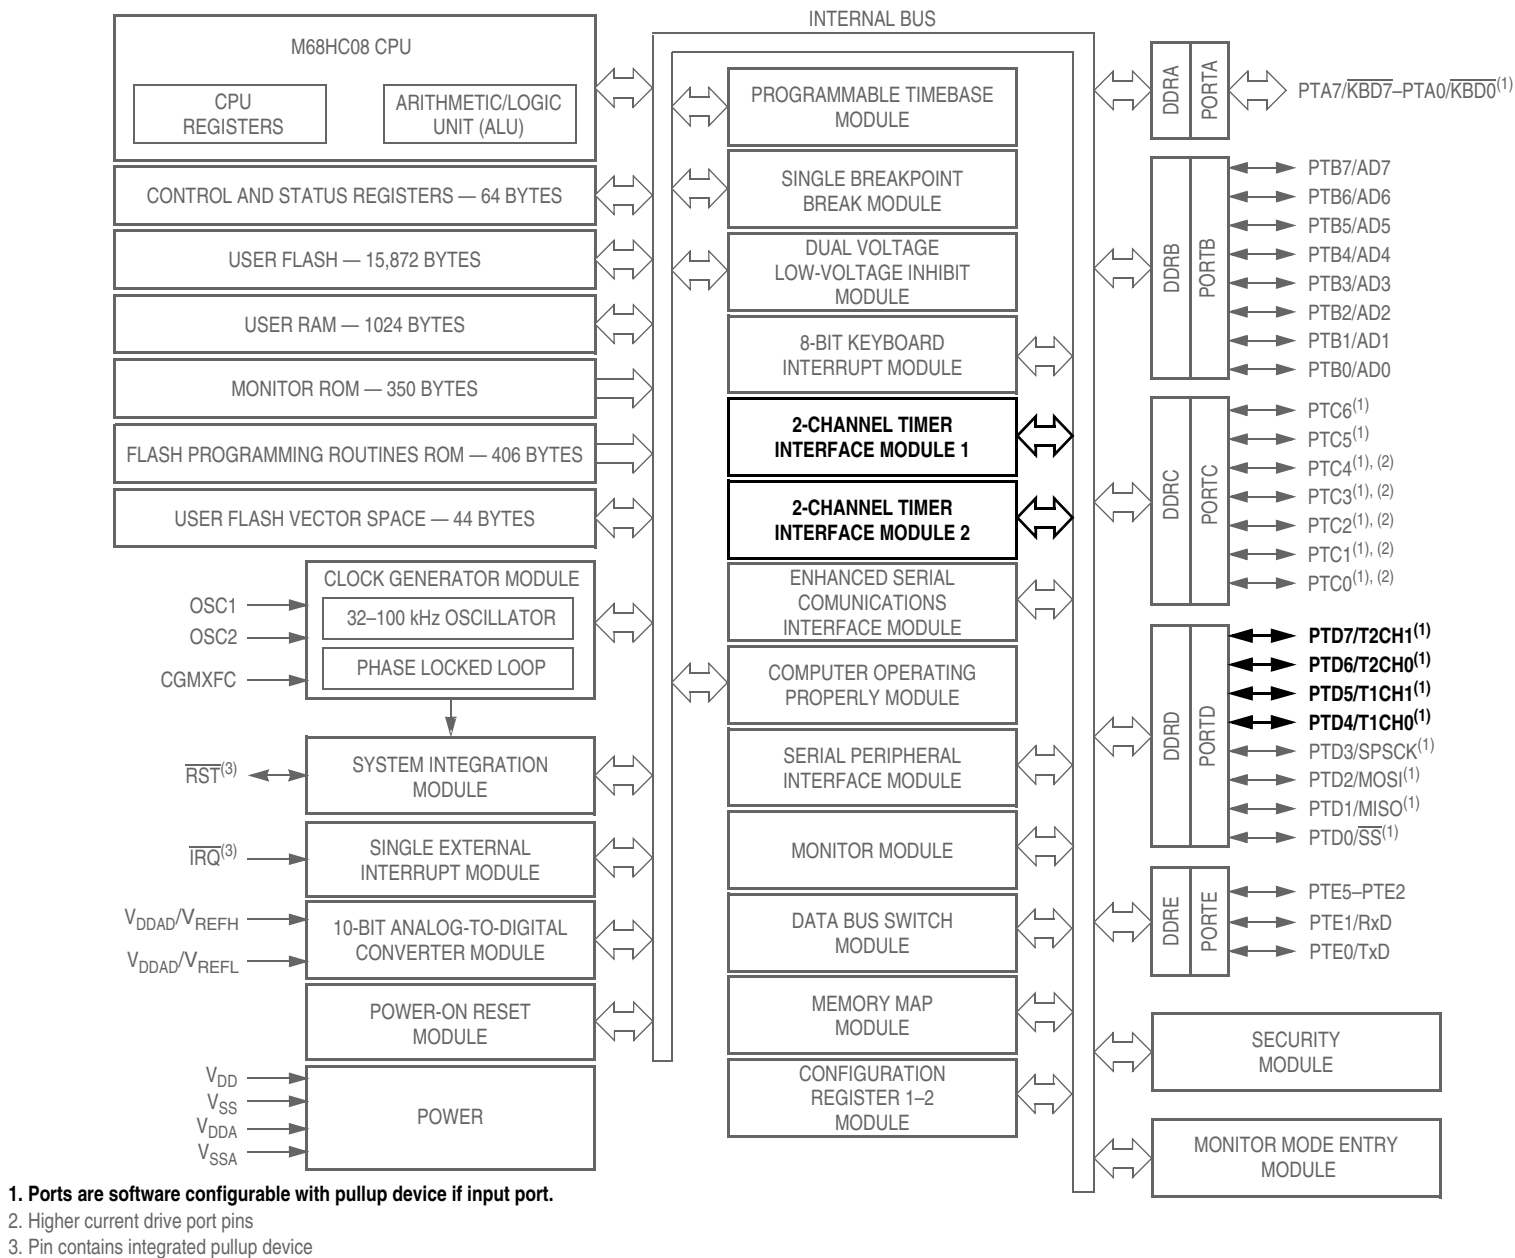 INTERNAL BUS
M68HC08 CPU
CPU
REGISTERS
ARITHMETIC/LOGIC
UNIT (ALU)
CONTROL AND STATUS REGISTERS — 64 BYTES
USER FLASH — 15,872 BYTES
USER RAM — 1024 BYTES
MONITOR ROM — 350 BYTES
FLASH PROGRAMMING ROUTINES ROM — 406 BYTES
USER FLASH VECTOR SPACE — 44 BYTES
CLOCK GENERATOR MODULE
32–100 kHz OSCILLATOR
PHASE LOCKED LOOP
OSC1
OSC2
CGMXFC
SYSTEM INTEGRATION
MODULE
RST(3)
SINGLE EXTERNAL
INTERRUPT MODULE
IRQ(3)
10-BIT ANALOG-TO-DIGITAL
CONVERTER MODULE
VDDAD/VREFH
VDDAD/VREFL
POWER-ON RESET
MODULE
POWER
VDD
VSS
VDDA
VSSA
PROGRAMMABLE TIMEBASE
MODULE
SINGLE BREAKPOINT
BREAK MODULE
DUAL VOLTAGE
LOW-VOLTAGE INHIBIT
MODULE
8-BIT KEYBOARD
INTERRUPT MODULE
2-CHANNEL TIMER
INTERFACE MODULE 1
2-CHANNEL TIMER
INTERFACE MODULE 2
ENHANCED SERIAL
COMUNICATIONS
INTERFACE MODULE
COMPUTER OPERATING
PROPERLY MODULE
SERIAL PERIPHERAL
INTERFACE MODULE
MONITOR MODULE
DATA BUS SWITCH
MODULE
MEMORY MAP
MODULE
CONFIGURATION
REGISTER 1–2
MODULE
DDRA
PORTA
PTA7/KBD7–PTA0/KBD0(1)
DDRB
PORTB
PTB7/AD7
PTB6/AD6
PTB5/AD5
PTB4/AD4
PTB3/AD3
PTB2/AD2
PTB1/AD1
PTB0/AD0
DDRC
PORTC
PTC6(1)
PTC5(1)
PTC4(1), (2)
PTC3(1), (2)
PTC2(1), (2)
PTC1(1), (2)
PTC0(1), (2)
DDRD
PORTD
PTD7/T2CH1(1)
PTD6/T2CH0(1)
PTD5/T1CH1(1)
PTD4/T1CH0(1)
PTD3/SPSCK(1)
PTD2/MOSI(1)
PTD1/MISO(1)
PTD0/SS(1)
DDRE
PORTE
PTE5–PTE2
PTE1/RxD
PTE0/TxD
SECURITY
MODULE
MONITOR MODE ENTRY
MODULE
1. Ports are software configurable with pullup device if input port.
2. Higher current drive port pins
3. Pin contains integrated pullup device